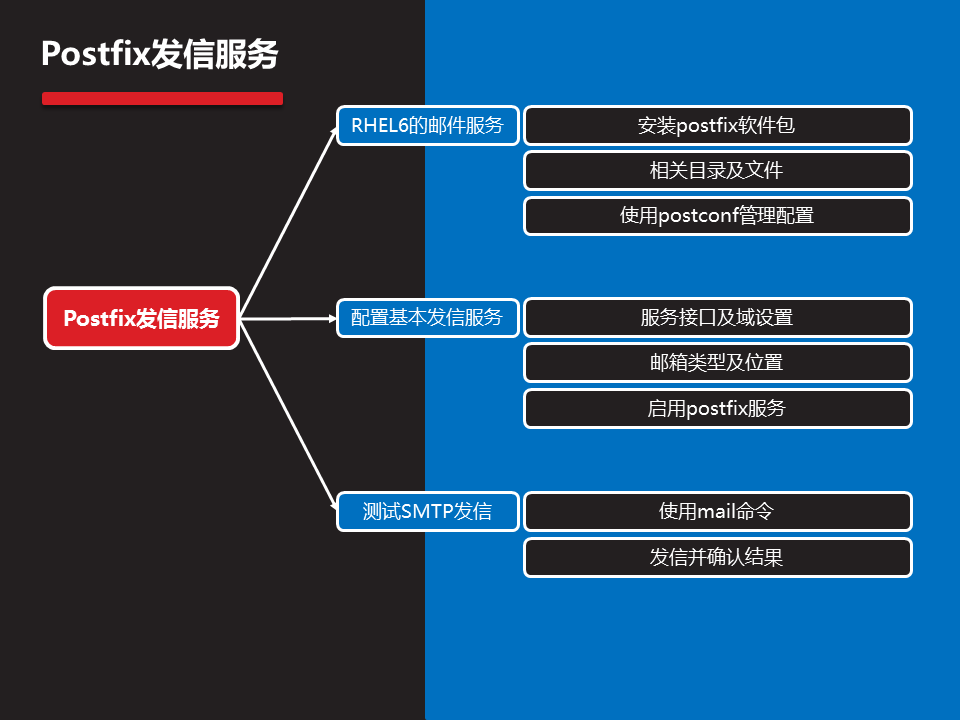 Postfix发信服务
RHEL6的邮件服务
安装postfix软件包
相关目录及文件
使用postconf管理配置
Postfix发信服务
配置基本发信服务
服务接口及域设置
邮箱类型及位置
启用postfix服务
测试SMTP发信
使用mail命令
发信并确认结果